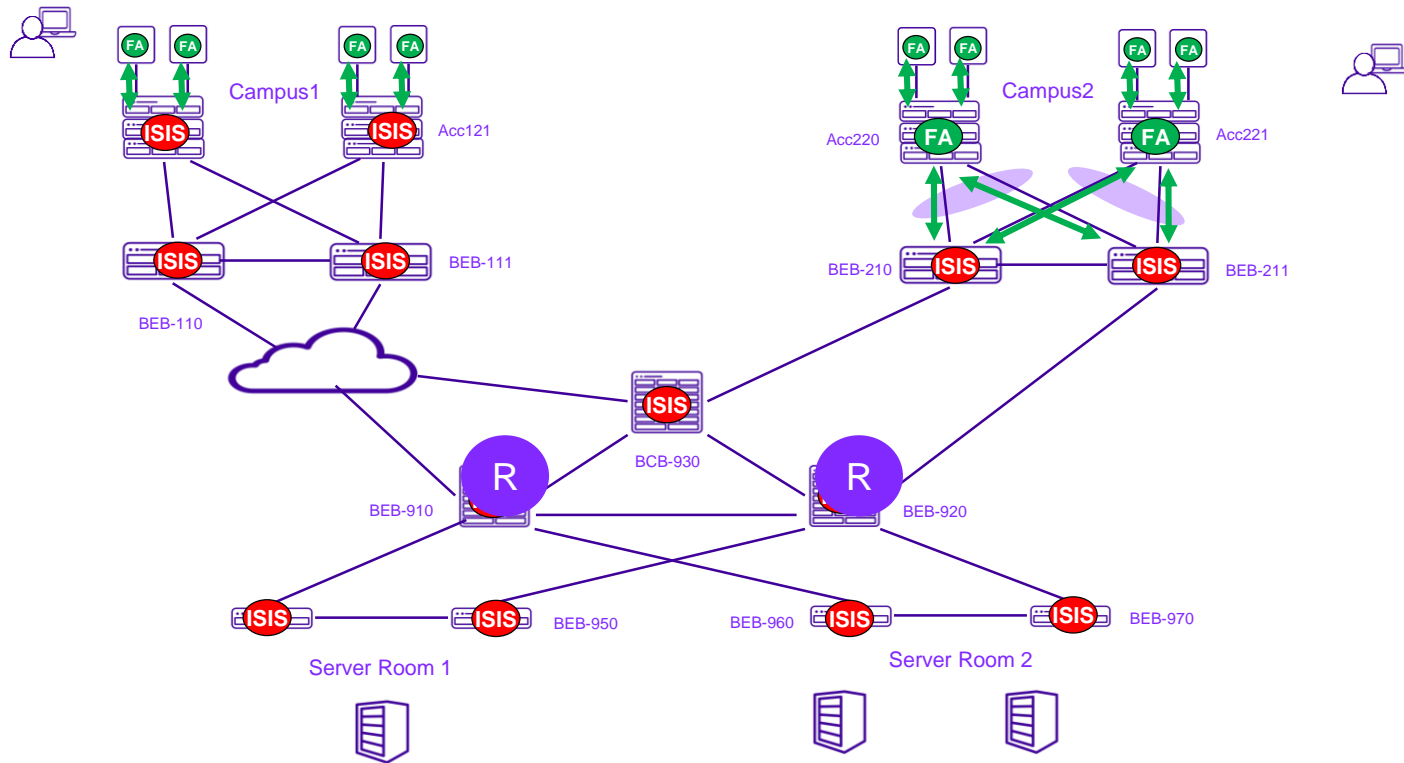 FA
FA
FA
FA
FA
FA
FA
FA
Campus1
Campus2
ISIS
ISIS
Acc121
Acc220
FA
FA
Acc221
ISIS
ISIS
BEB-111
BEB-210
ISIS
ISIS
BEB-211
BEB-110
ISIS
BCB-930
R
R
BEB-910
BEB-920
ISIS
ISIS
BEB-950
BEB-960
ISIS
ISIS
BEB-970
Server Room 1
Server Room 2